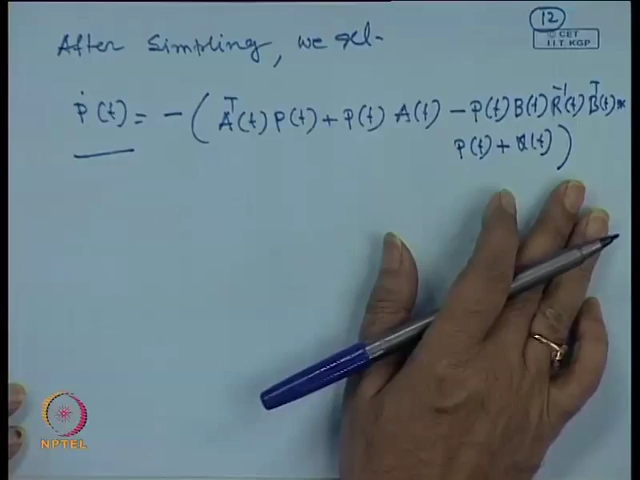 12
© CET
I.I.T. KGP
After Simpling, we get.
Ṗ(t) = - (Aᵀ(t) P(t) + P(t) A(t) - P(t) B(t) R⁻¹(t) Bᵀ(t) *
P(t) + Q(t))
NPTEL